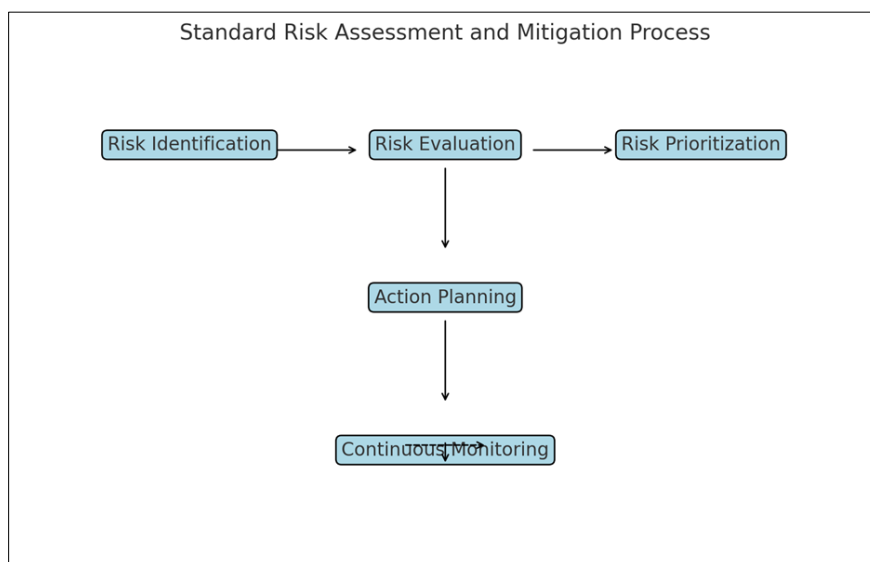 Standard Risk Assessment and Mitigation Process
Risk Identification
Risk Evaluation
Risk Prioritization
Action Planning
Continuous Monitoring